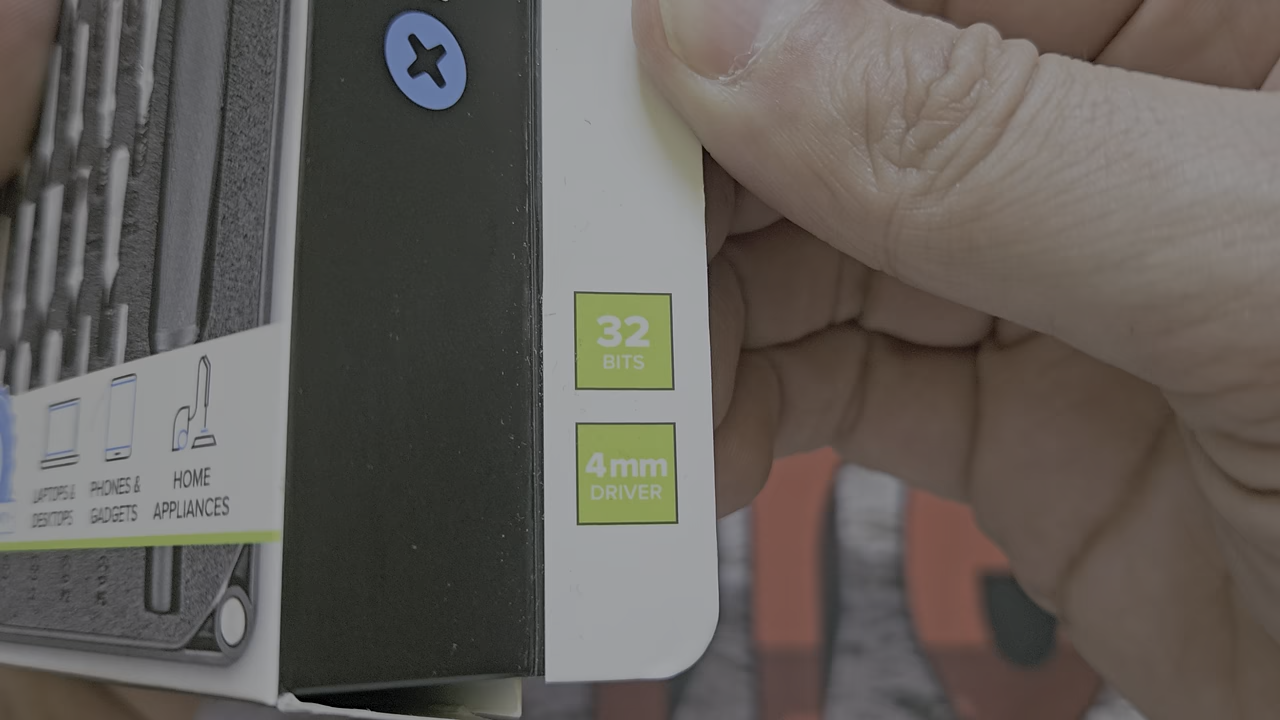 32
BITS
4mm
DRIVER
LAPTOPS &
DESKTOPS
PHONES &
GADGETS
HOME
APPLIANCES